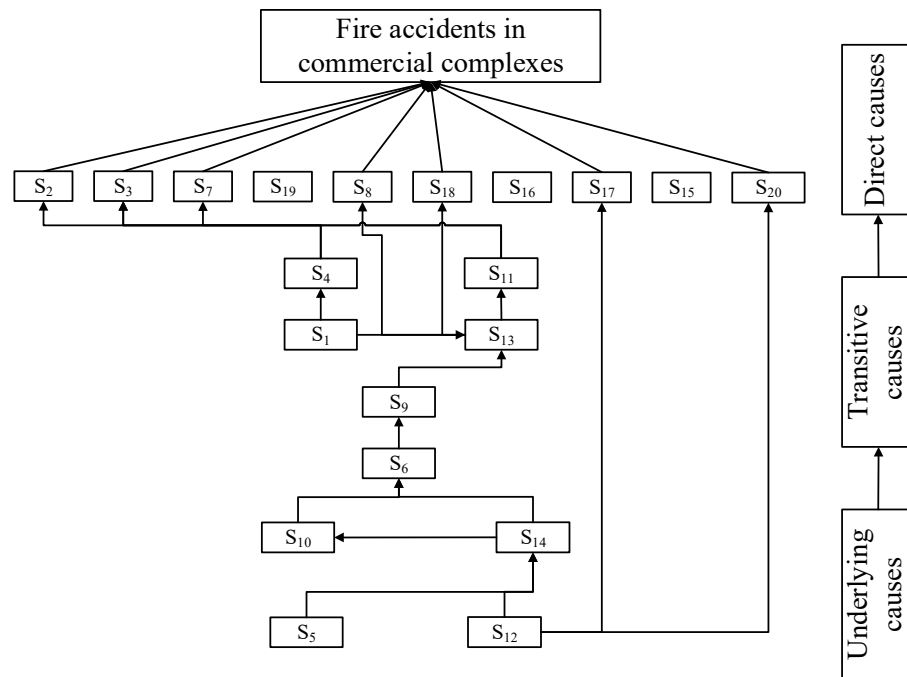 Fire accidents in
commercial complexes
S₂ S₃ S₇ S₁₉ S₈ S₁₈ S₁₆ S₁₇ S₁₅ S₂₀
S₄ S₁₁
S₁ S₁₃
S₉
S₆
S₁₀ S₁₄
S₅ S₁₂
Direct causes
Transitive
causes
Underlying
causes